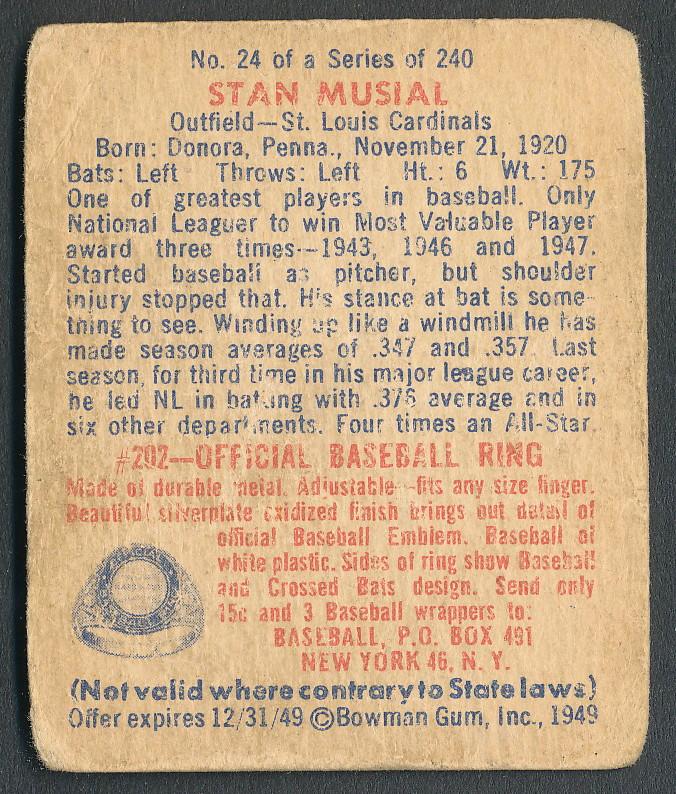 No. 24 of a Series of 240
STAN MUSIAL
Outfield—St. Louis Cardinals
Born: Donora, Penna., November 21, 1920
Bats: Left Throws: Left Ht.: 6 Wt.: 175
One of greatest players in baseball. Only
National Leaguer to win Most Valuable Player
award three times—1943, 1946 and 1947.
Started baseball as pitcher, but shoulder
injury stopped that. His stance at bat is some-
thing to see. Winding up like a windmill he has
made season averages of .347 and .357. Last
season, for third time in his major league career,
he led NL in batting with .376 average and in
six other departments. Four times an All-Star.
#202—OFFICIAL BASEBALL RING
Made of durable metal. Adjustable—fits any size finger.
Beautiful silverplate oxidized finish brings out detail of
official Baseball Emblem. Baseball of
white plastic. Sides of ring show Baseball
and Crossed Bats design. Send only
15c and 3 Baseball wrappers to:
BASEBALL, P.O. BOX 491
NEW YORK 46, N. Y.
(Not valid where contrary to State laws)
Offer expires 12/31/49 ©Bowman Gum, Inc., 1949